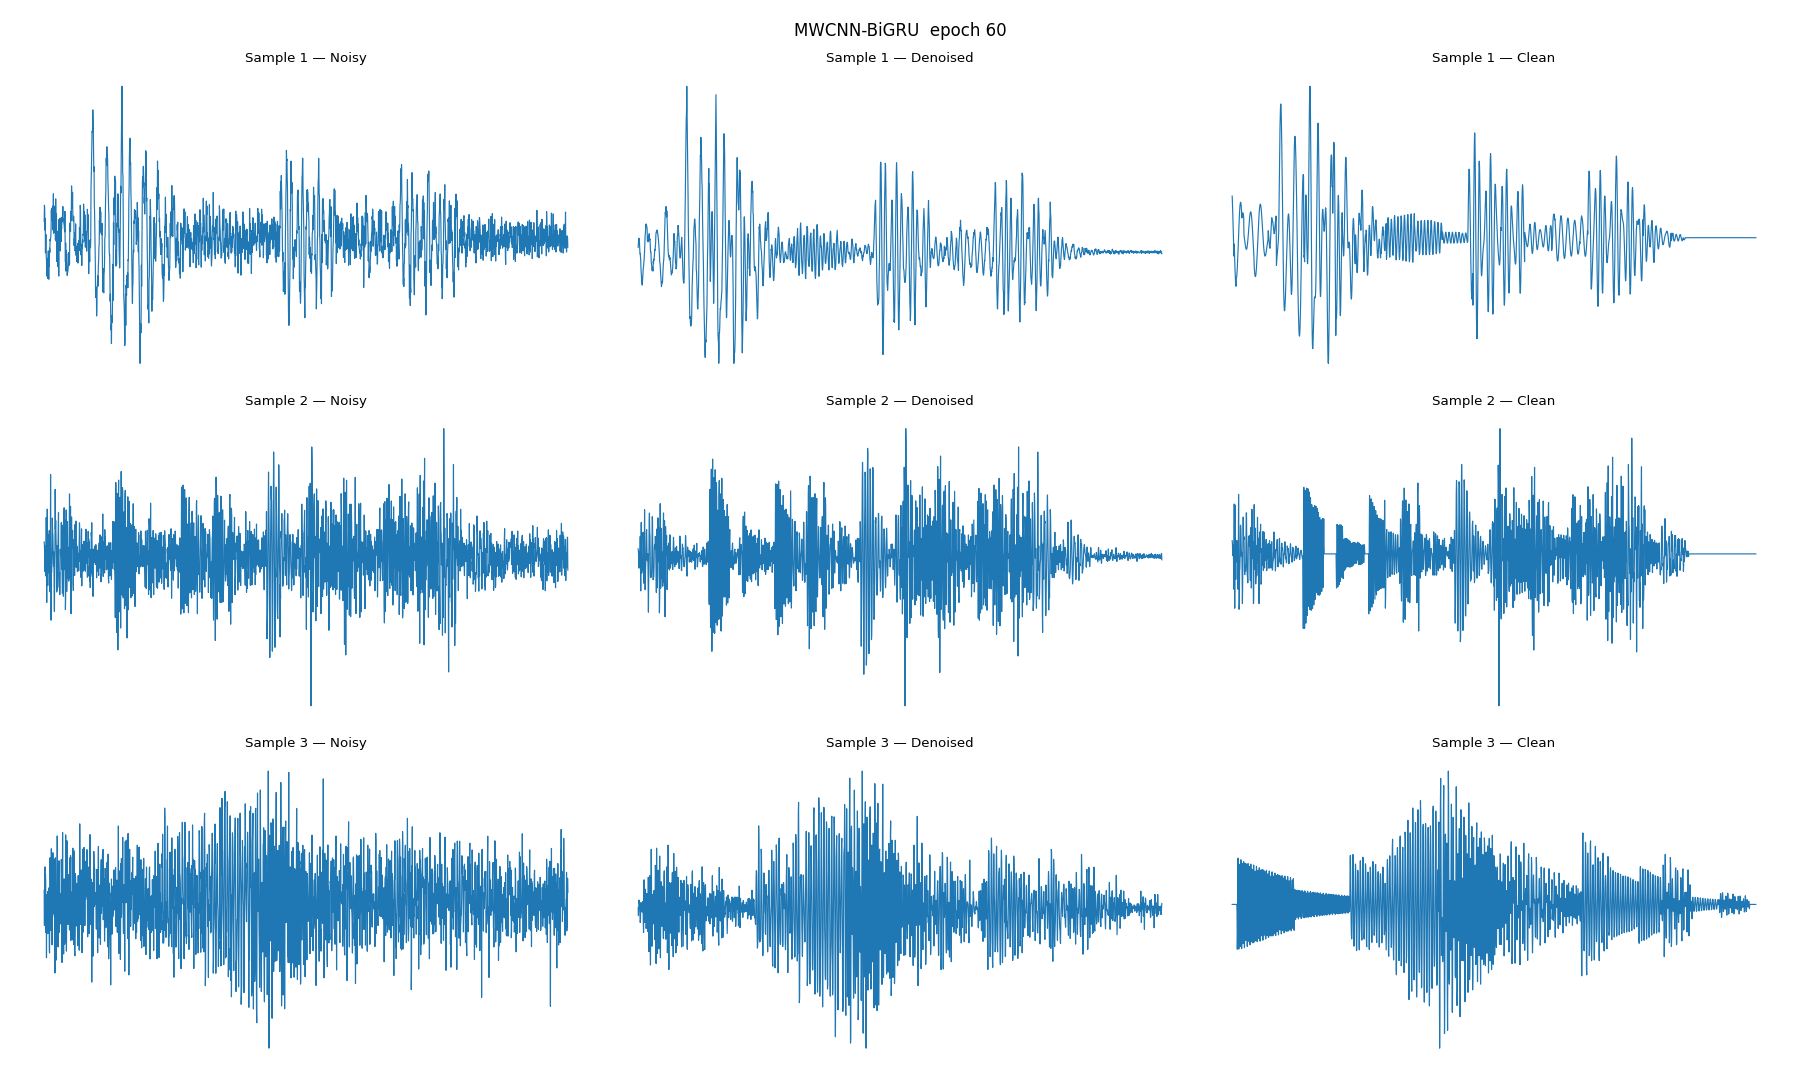 MWCNN-BiGRU  epoch 60
Sample 1 — Noisy
Sample 1 — Denoised
Sample 1 — Clean
Sample 2 — Noisy
Sample 2 — Denoised
Sample 2 — Clean
Sample 3 — Noisy
Sample 3 — Denoised
Sample 3 — Clean